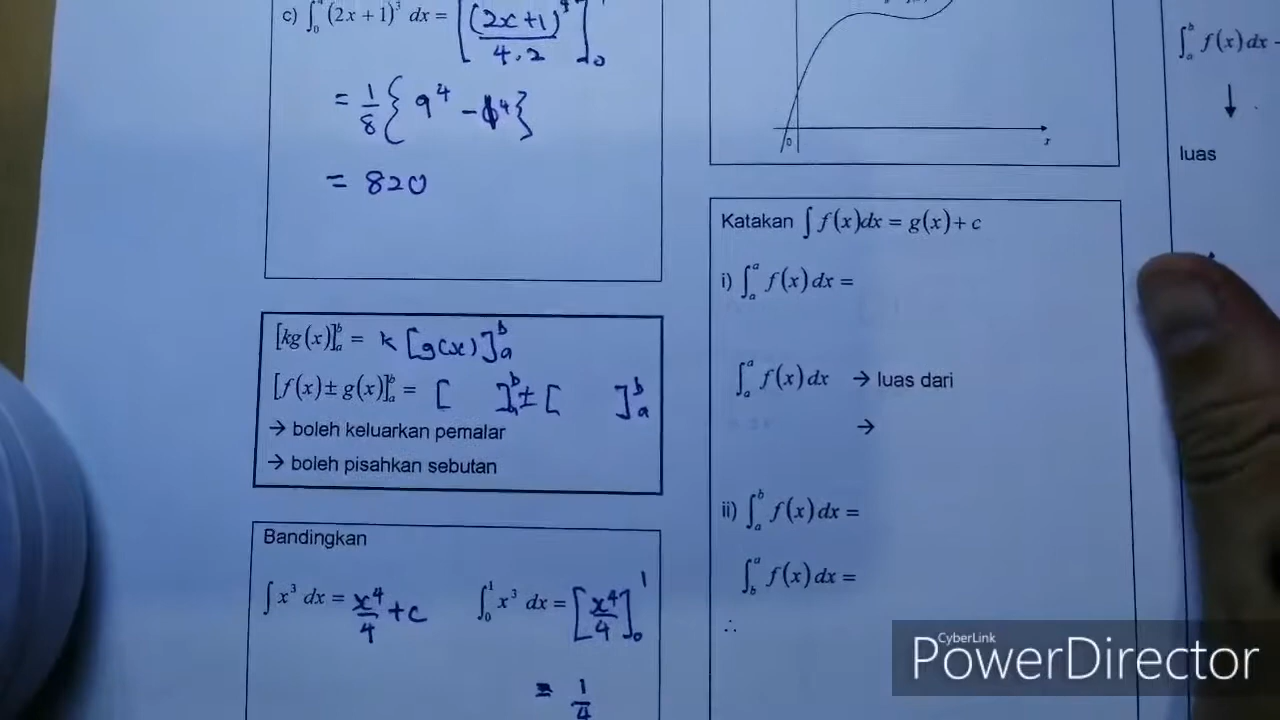 c) ∫₀⁴ (2x + 1)³ dx = [(2x+1)⁴ / 4.2]₀
= 1/8 { 9⁴ − 1⁴ }
= 820
[kg(x)]ₐᵇ = k [g(x)]ₐᵇ
[f(x) ± g(x)]ₐᵇ = [ ]ₐᵇ ± [ ]ₐᵇ
→ boleh keluarkan pemalar
→ boleh pisahkan sebutan
Bandingkan
∫ x³ dx = x⁴/4 + c ∫₀¹ x³ dx = [x⁴/4]₀¹
= 1/4
0 x
Katakan ∫ f(x)dx = g(x) + c
i) ∫ₐᵃ f(x) dx =
∫ₐᵃ f(x) dx → luas dari
→
ii) ∫ₐᵇ f(x) dx =
∫_bᵃ f(x) dx =
∴
∫ₐᵇ f(x) dx
↓
luas
CyberLink
PowerDirector